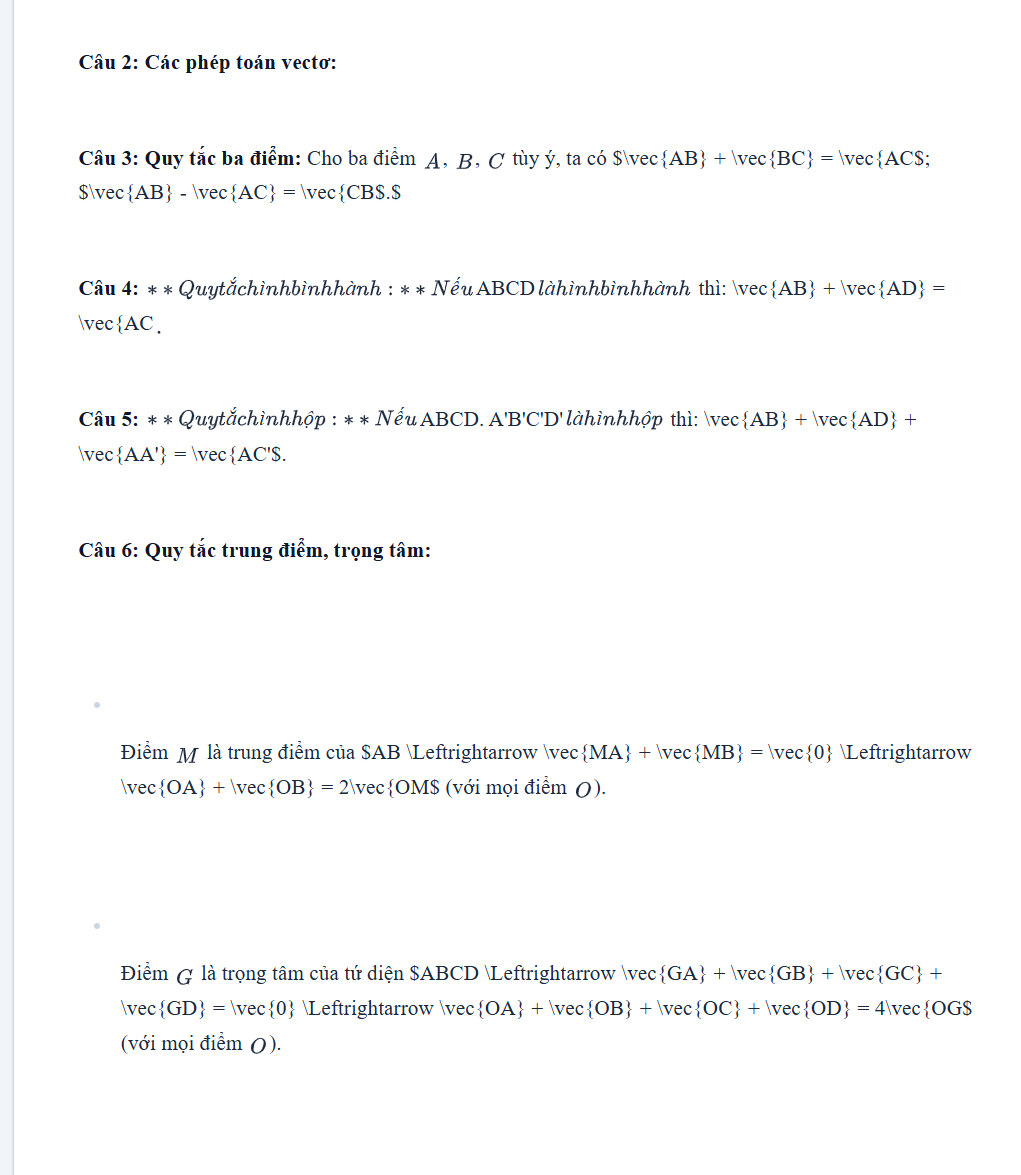 Câu 2: Các phép toán vectơ:
Câu 3: Quy tắc ba điểm: Cho ba điểm A, B, C tùy ý, ta có $\vec{AB} + \vec{BC} = \vec{AC$;
$\vec{AB} - \vec{AC} = \vec{CB$.$
Câu 4: ∗∗Quytắchìnhbìnhhành : ∗∗NếuABCDlàhìnhbìnhhành thì: \vec{AB} + \vec{AD} =
\vec{AC.
Câu 5: ∗∗Quytắchìnhhộp : ∗∗NếuABCD. A'B'C'D'làhìnhhộp thì: \vec{AB} + \vec{AD} +
\vec{AA'} = \vec{AC'$.
Câu 6: Quy tắc trung điểm, trọng tâm:
Điểm M là trung điểm của $AB \Leftrightarrow \vec{MA} + \vec{MB} = \vec{0} \Leftrightarrow
\vec{OA} + \vec{OB} = 2\vec{OM$ (với mọi điểm O).
Điểm G là trọng tâm của tứ diện $ABCD \Leftrightarrow \vec{GA} + \vec{GB} + \vec{GC} +
\vec{GD} = \vec{0} \Leftrightarrow \vec{OA} + \vec{OB} + \vec{OC} + \vec{OD} = 4\vec{OG$
(với mọi điểm O).